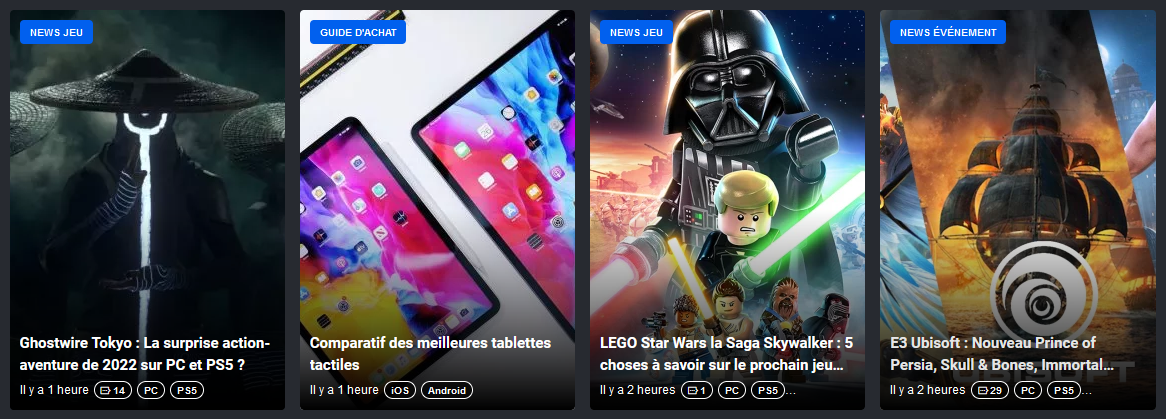 NEWS JEU
Ghostwire Tokyo : La surprise action-
aventure de 2022 sur PC et PS5 ?
Il y a 1 heure 14 PC PS5
GUIDE D'ACHAT
Comparatif des meilleures tablettes
tactiles
Il y a 1 heure iOS Android
NEWS JEU
LEGO Star Wars la Saga Skywalker : 5
choses à savoir sur le prochain jeu...
Il y a 2 heures 1 PC PS5...
NEWS ÉVÉNEMENT
E3 Ubisoft : Nouveau Prince of
Persia, Skull & Bones, Immortal...
Il y a 2 heures 29 PC PS5...
UBISOFT